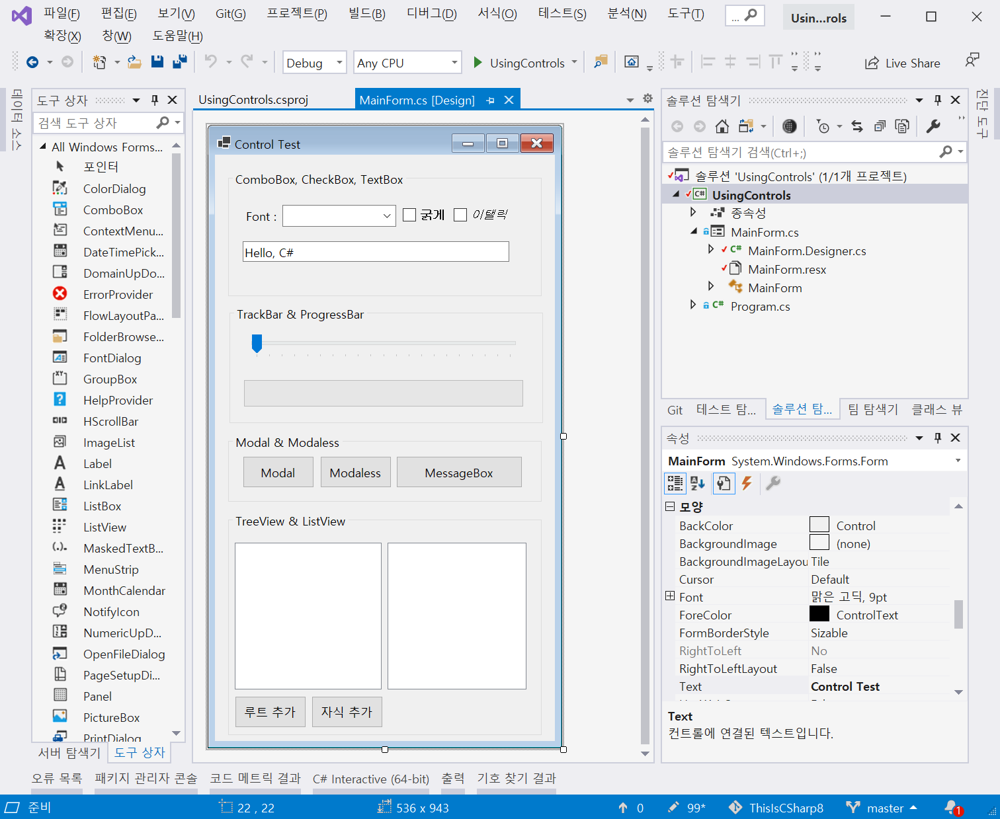 파일(F) 편집(E) 보기(V) Git(G) 프로젝트(P) 빌드(B) 디버그(D) 서식(O) 테스트(S) 분석(N) 도구(T) ... Usin...rols
확장(X) 창(W) 도움말(H)
Debug Any CPU UsingControls Live Share
데이터 소스
도구 상자
검색 도구 상자
All Windows Forms...
포인터
ColorDialog
ComboBox
ContextMenu...
DateTimePick...
DomainUpDo...
ErrorProvider
FlowLayoutPa...
FolderBrowse...
FontDialog
GroupBox
HelpProvider
HScrollBar
ImageList
Label
LinkLabel
ListBox
ListView
MaskedTextB...
MenuStrip
MonthCalendar
NotifyIcon
NumericUpD...
OpenFileDialog
PageSetupDi...
Panel
PictureBox
PrintDialog
서버 탐색기 도구 상자
UsingControls.csproj MainForm.cs [Design]
Control Test
ComboBox, CheckBox, TextBox
Font : 굵게 이탤릭
Hello, C#
TrackBar & ProgressBar
Modal & Modaless
Modal Modaless MessageBox
TreeView & ListView
루트 추가 자식 추가
솔루션 탐색기
솔루션 탐색기 검색(Ctrl+;)
솔루션 'UsingControls' (1/1개 프로젝트)
C# UsingControls
종속성
MainForm.cs
C# MainForm.Designer.cs
MainForm.resx
MainForm
C# Program.cs
Git 테스트 탐... 솔루션 탐... 팀 탐색기 클래스 뷰
진단 도구
속성
MainForm System.Windows.Forms.Form
모양
BackColor Control
BackgroundImage (none)
BackgroundImageLayou Tile
Cursor Default
Font 맑은 고딕, 9pt
ForeColor ControlText
FormBorderStyle Sizable
RightToLeft No
RightToLeftLayout False
Text Control Test
Text
컨트롤에 연결된 텍스트입니다.
오류 목록 패키지 관리자 콘솔 코드 메트릭 결과 C# Interactive (64-bit) 출력 기호 찾기 결과
준비 22 , 22 536 x 943 0 99* ThisIsCSharp8 master 1